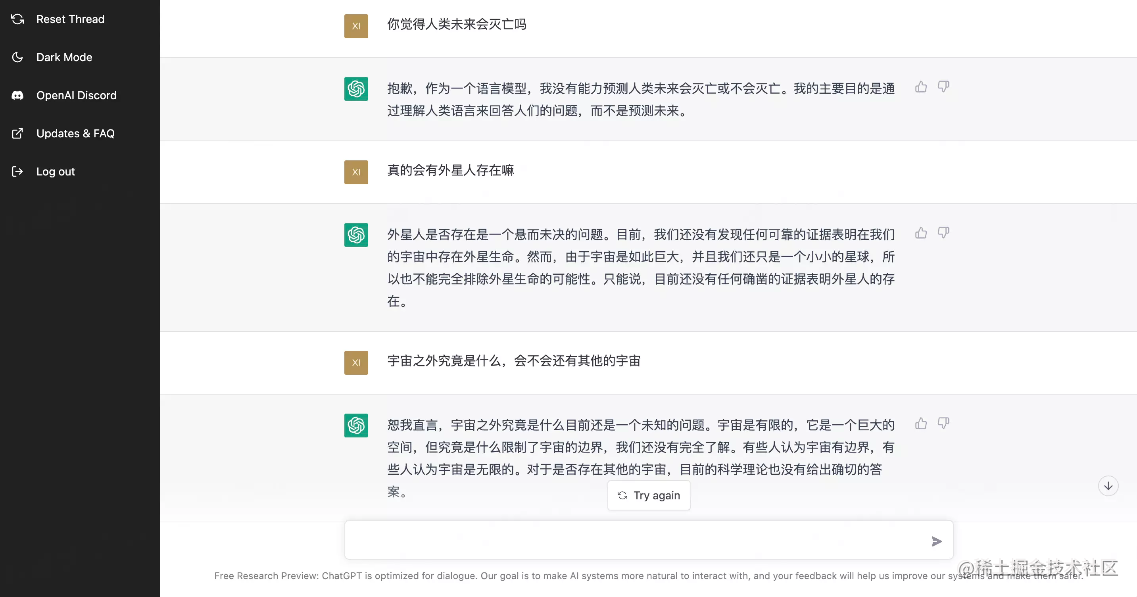 Reset Thread
Dark Mode
OpenAI Discord
Updates & FAQ
Log out
XI
你觉得人类未来会灭亡吗
抱歉，作为一个语言模型，我没有能力预测人类未来会灭亡或不会灭亡。我的主要目的是通
过理解人类语言来回答人们的问题，而不是预测未来。
XI
真的会有外星人存在嘛
外星人是否存在是一个悬而未决的问题。目前，我们还没有发现任何可靠的证据表明在我们
的宇宙中存在外星生命。然而，由于宇宙是如此巨大，并且我们还只是一个小小的星球，所
以也不能完全排除外星生命的可能性。只能说，目前还没有任何确凿的证据表明外星人的存
在。
XI
宇宙之外究竟是什么，会不会还有其他的宇宙
恕我直言，宇宙之外究竟是什么目前还是一个未知的问题。宇宙是有限的，它是一个巨大的
空间，但究竟是什么限制了宇宙的边界，我们还没有完全了解。有些人认为宇宙有边界，有
些人认为宇宙是无限的。对于是否存在其他的宇宙，目前的科学理论也没有给出确切的答
案。
Try again
Free Research Preview: ChatGPT is optimized for dialogue. Our goal is to make AI systems more natural to interact with, and your feedback will help us improve our systems and make them safer.
@稀土掘金技术社区